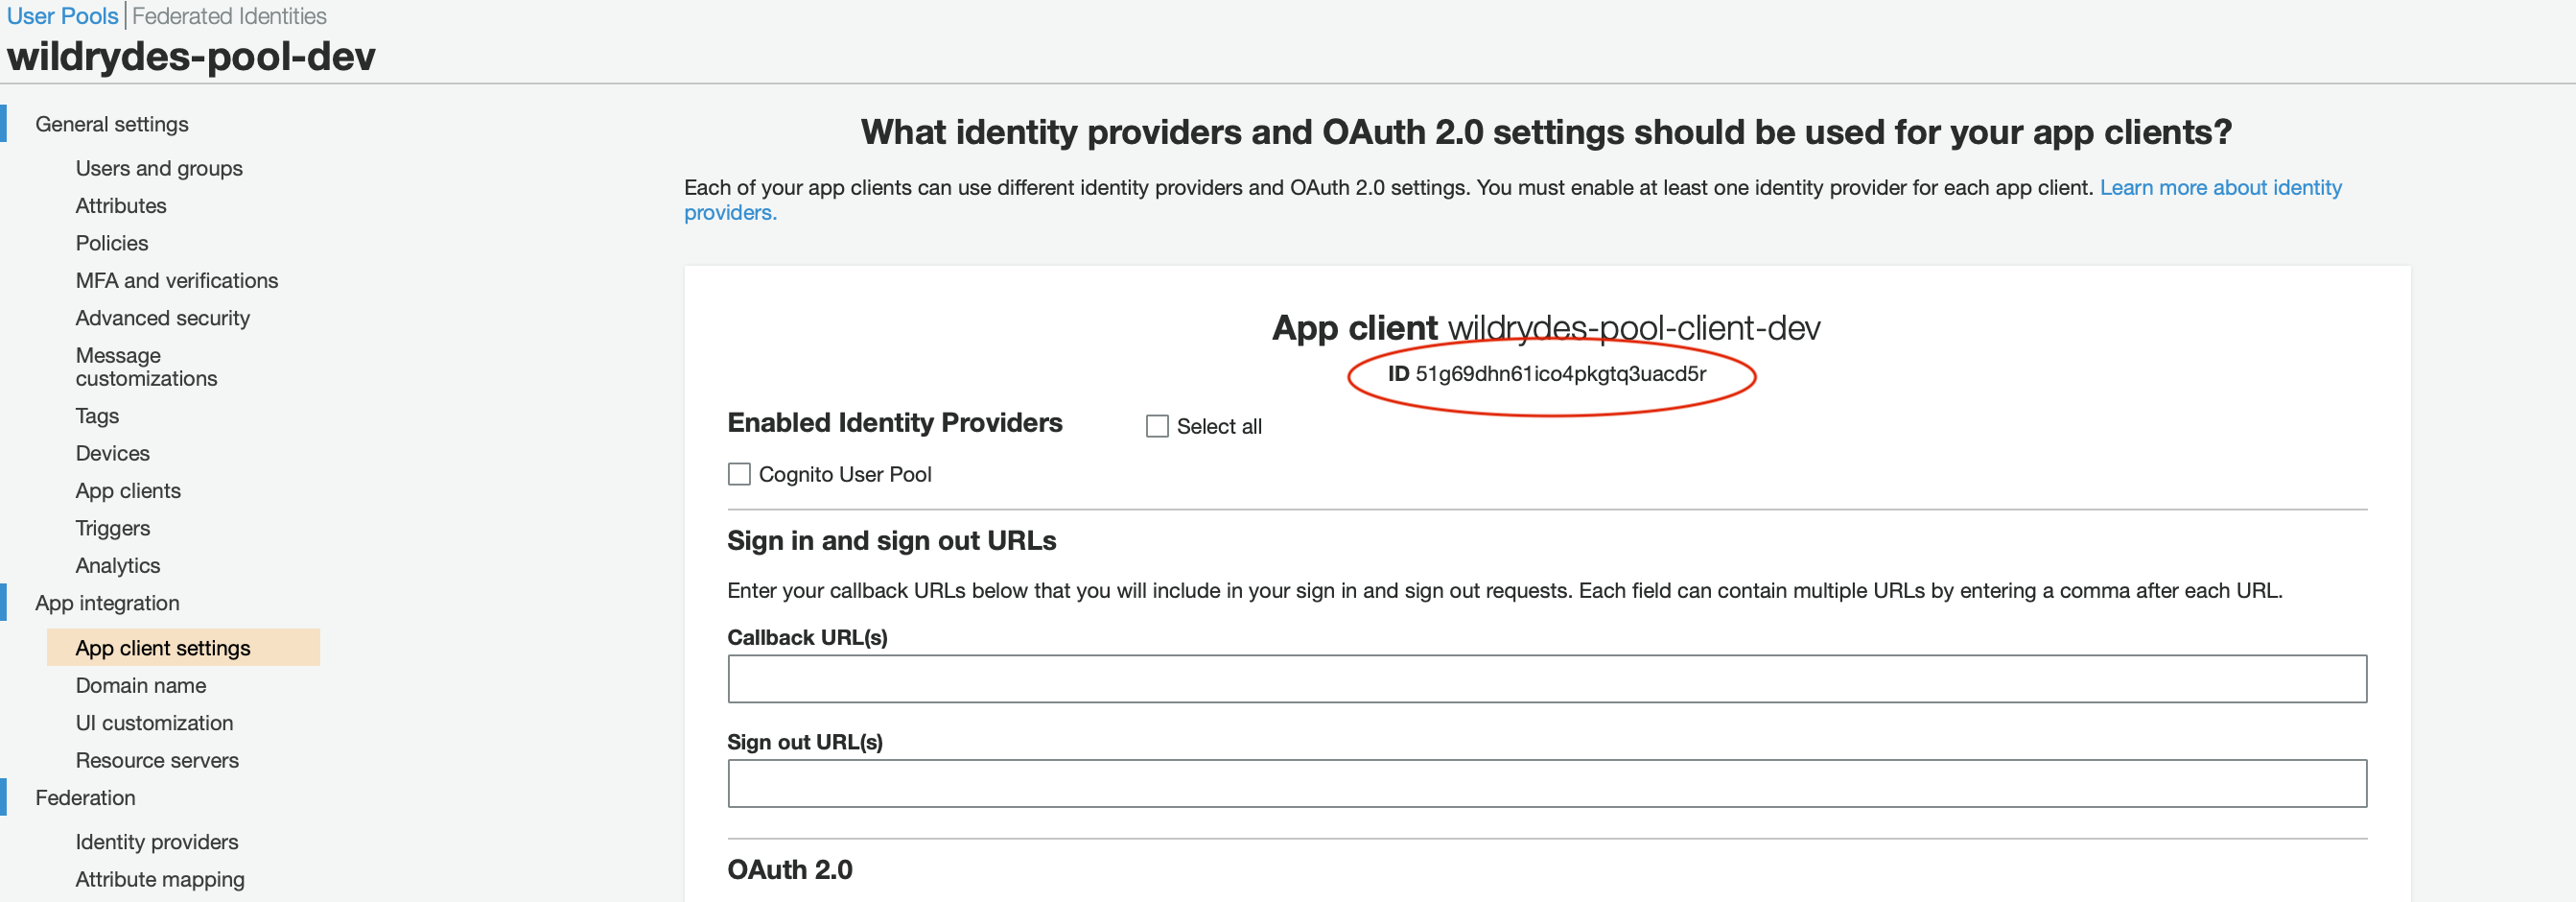 User Pools | Federated Identities
wildrydes-pool-dev
General settings
Users and groups
Attributes
Policies
MFA and verifications
Advanced security
Message
customizations
Tags
Devices
App clients
Triggers
Analytics
App integration
App client settings
Domain name
UI customization
Resource servers
Federation
Identity providers
Attribute mapping
What identity providers and OAuth 2.0 settings should be used for your app clients?
Each of your app clients can use different identity providers and OAuth 2.0 settings. You must enable at least one identity provider for each app client. Learn more about identity
providers.
App client wildrydes-pool-client-dev
ID 51g69dhn61ico4pkgtq3uacd5r
Enabled Identity Providers
Select all
Cognito User Pool
Sign in and sign out URLs
Enter your callback URLs below that you will include in your sign in and sign out requests. Each field can contain multiple URLs by entering a comma after each URL.
Callback URL(s)
Sign out URL(s)
OAuth 2.0